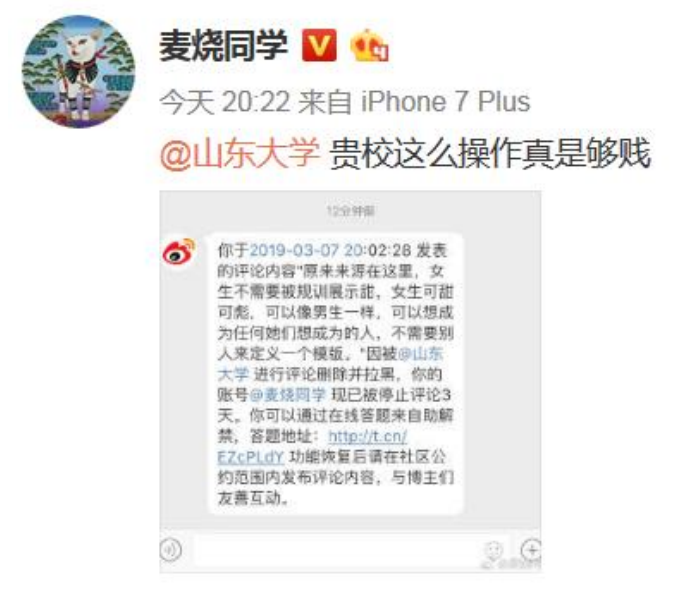 麦烧同学
今天 20:22 来自 iPhone 7 Plus
@山东大学 贵校这么操作真是够贱
12分钟前
你于2019-03-07 20:02:28 发表
的评论内容"原来来源在这里，女
生不需要被规训展示甜，女生可甜
可彪，可以像男生一样，可以想成
为任何她们想成为的人，不需要别
人来定义一个模版。"因被@山东
大学 进行评论删除并拉黑，你的
账号@麦烧同学 现已被停止评论3
天。你可以通过在线答题来自助解
禁，答题地址：http://t.cn/
EZcPLdY 功能恢复后请在社区公
约范围内发布评论内容，与博主们
友善互动。